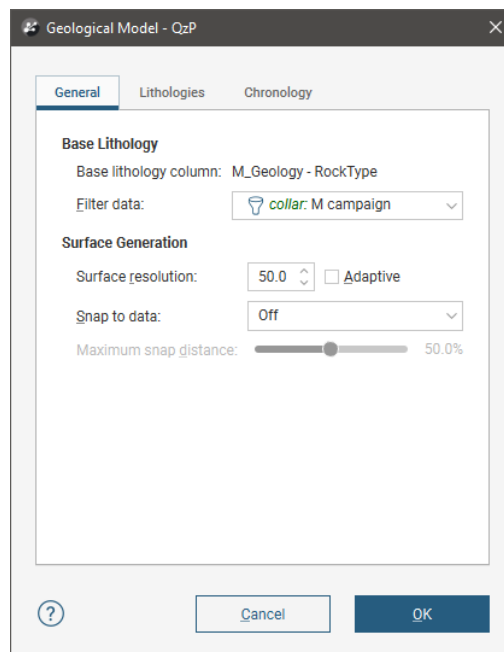 Geological Model - QzP
General Lithologies Chronology
Base Lithology
Base lithology column: M_Geology - RockType
Filter data: collar: M campaign
Surface Generation
Surface resolution: 50.0 Adaptive
Snap to data: Off
Maximum snap distance: 50.0%
? Cancel OK